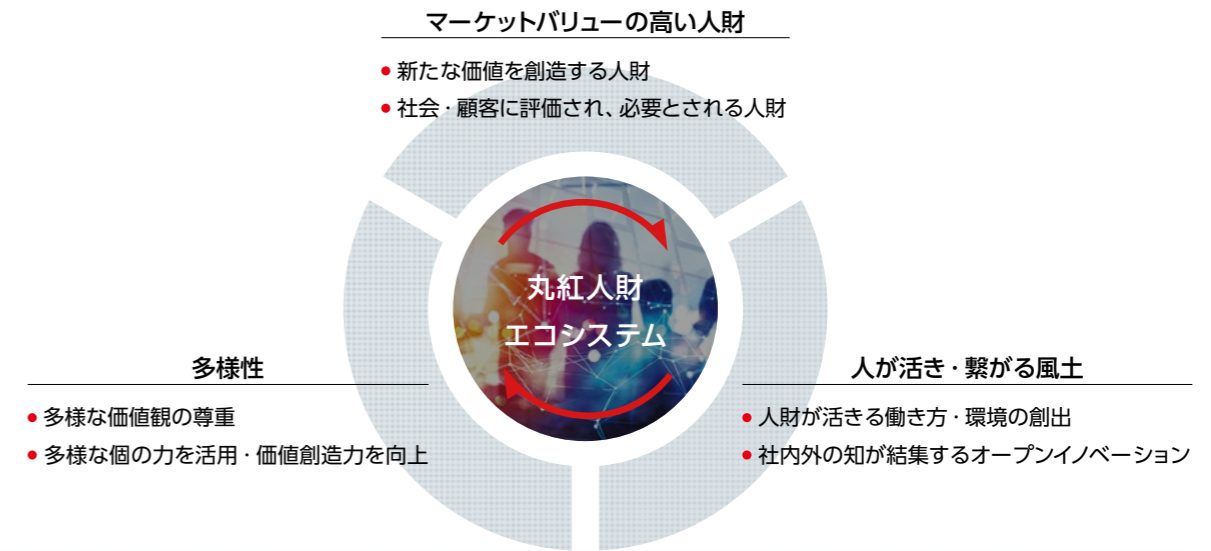 マーケットバリューの高い人財
● 新たな価値を創造する人財
● 社会・顧客に評価され、必要とされる人財
丸紅人財
エコシステム
多様性
● 多様な価値観の尊重
● 多様な個の力を活用・価値創造力を向上
人が活き・繋がる風土
● 人財が活きる働き方・環境の創出
● 社内外の知が結集するオープンイノベーション